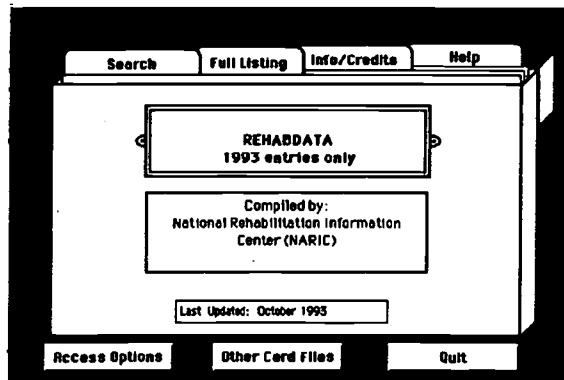 Search Full Listing Info/Credits Help
REHABDATA
1993 entries only
Compiled by:
National Rehabilitation Information
Center (NARIC)
Last Updated: October 1993
Access Options Other Card Files Quit